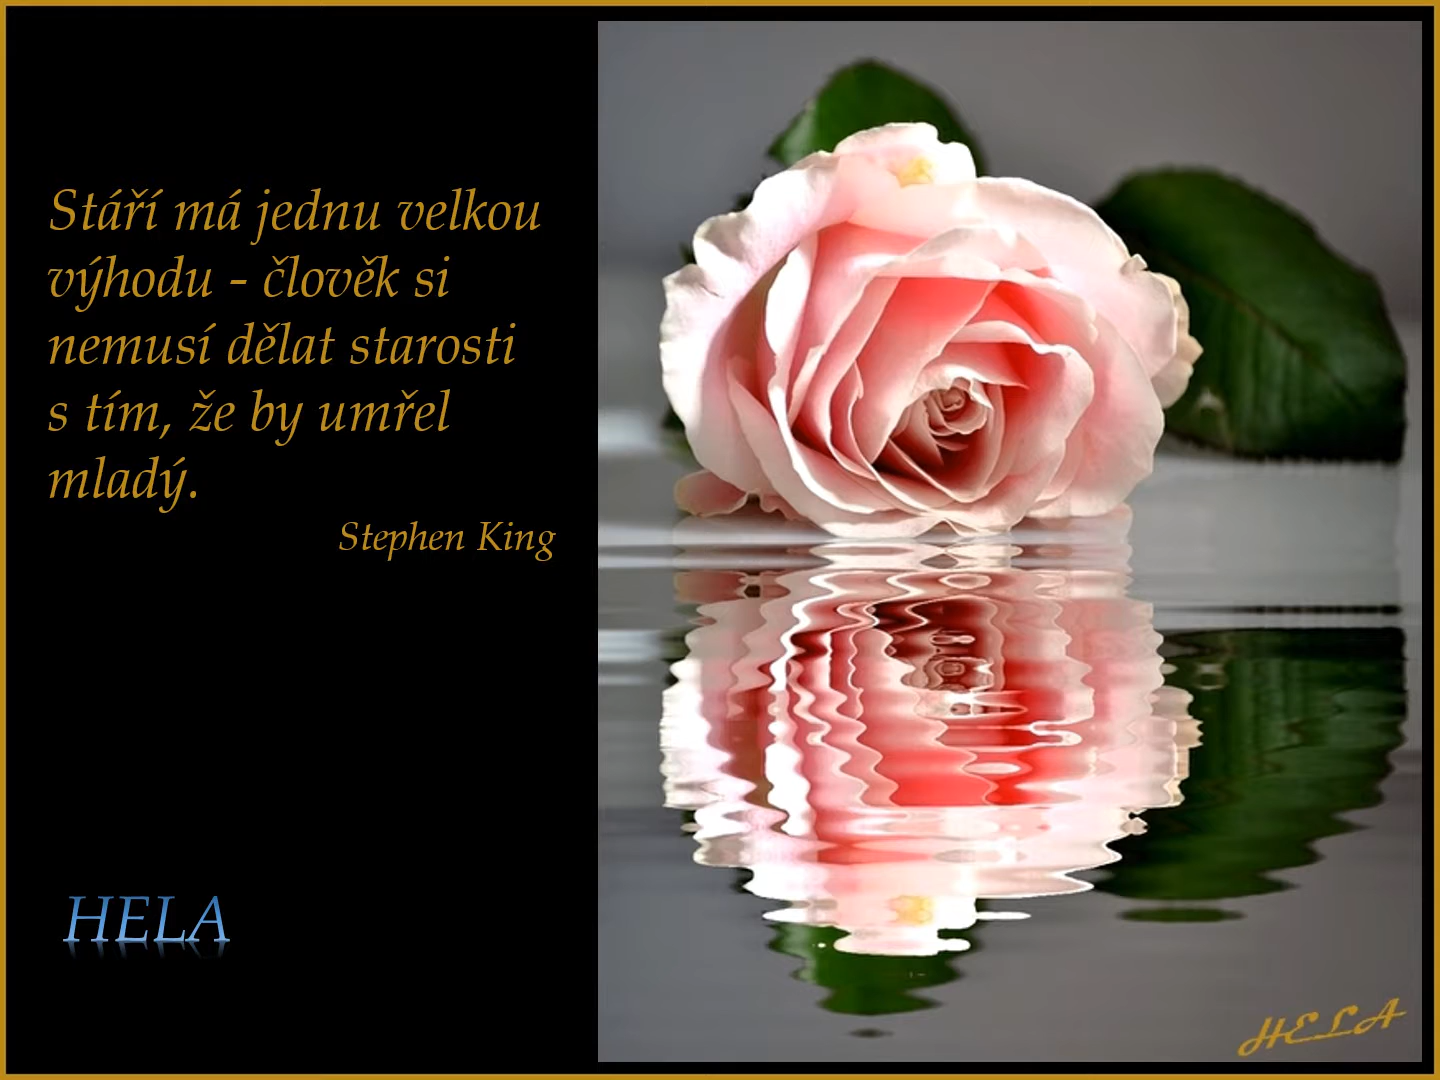 Stáří má jednu velkou
výhodu - člověk si
nemusí dělat starosti
s tím, že by umřel
mladý.
Stephen King
HELA
HELA